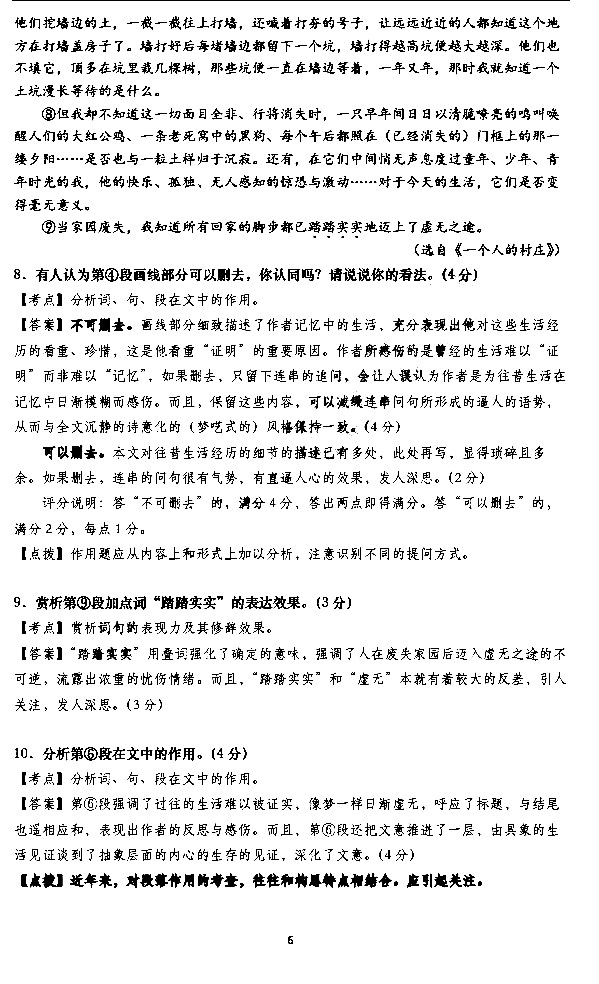 他们挖墙边的土，一截一截往上打墙，还喊着打夯的号子，让远远近近的人都知道这个地
方在打墙盖房子了。墙打好后每堵墙边都留下一个坑，墙打得越高坑便越大越深。他们也
不填它，顶多在坑里栽几棵树，那些坑便一直在墙边等着，一年又年，那时我就知道一个
土坑漫长等待的是什么。
⑧但我却不知道这一切面目全非、行将消失时，一只早年间日日以清脆嘹亮的鸣叫唤
醒人们的大红公鸡、一条老死窝中的黑狗、每个午后都照在（已经消失的）门框上的那一
缕夕阳……是否也与一粒土样归于沉寂。还有，在它们中间悄无声息度过童年、少年、青
年时光的我，他的快乐、孤独、无人感知的惊恐与激动……对于今天的生活，它们是否变
得毫无意义。
⑨当家园废失，我知道所有回家的脚步都已踏踏实实地迈上了虚无之途。
（选自《一个人的村庄》）
8．有人认为第④段画线部分可以删去，你认同吗？请说说你的看法。（4分）
【考点】分析词、句、段在文中的作用。
【答案】不可删去。画线部分细致描述了作者记忆中的生活，充分表现出他对这些生活经
历的看重、珍惜，这是他看重“证明”的重要原因。作者所感伤的是曾经的生活难以“证
明”而非难以“记忆”，如果删去，只留下连串的追问，会让人误认为作者是为往昔生活在
记忆中日渐模糊而感伤。而且，保留这些内容，可以减缓连串问句所形成的逼人的语势，
从而与全文沉静的诗意化的（梦呓式的）风格保持一致。（4分）
可以删去。本文对往昔生活经历的细节的描述已有多处，此处再写，显得琐碎且多
余。如果删去，连串的问句很有气势，有直逼人心的效果，发人深思。（2分）
评分说明：答“不可删去”的，满分4分，答出两点即得满分。答“可以删去”的，
满分2分，每点1分。
【点拨】作用题应从内容上和形式上加以分析，注意识别不同的提问方式。
9．赏析第⑨段加点词“踏踏实实”的表达效果。（3分）
【考点】赏析词句的表现力及其修辞效果。
【答案】“踏踏实实”用叠词强化了确定的意味，强调了人在废失家园后迈入虚无之途的不
可逆，流露出浓重的忧伤情绪。而且，“踏踏实实”和“虚无”本就有着较大的反差，引人
关注，发人深思。（3分）
10．分析第⑥段在文中的作用。（4分）
【考点】分析词、句、段在文中的作用。
【答案】第⑥段强调了过往的生活难以被证实，像梦一样日渐虚无，呼应了标题，与结尾
也遥相应和，表现出作者的反思与感伤。而且，第⑥段还把文意推进了一层，由具象的生
活见证谈到了抽象层面的内心的生存的见证，深化了文意。（4分）
【点拨】近年来，对段落作用的考查，往往和构思特点相结合。应引起关注。
6